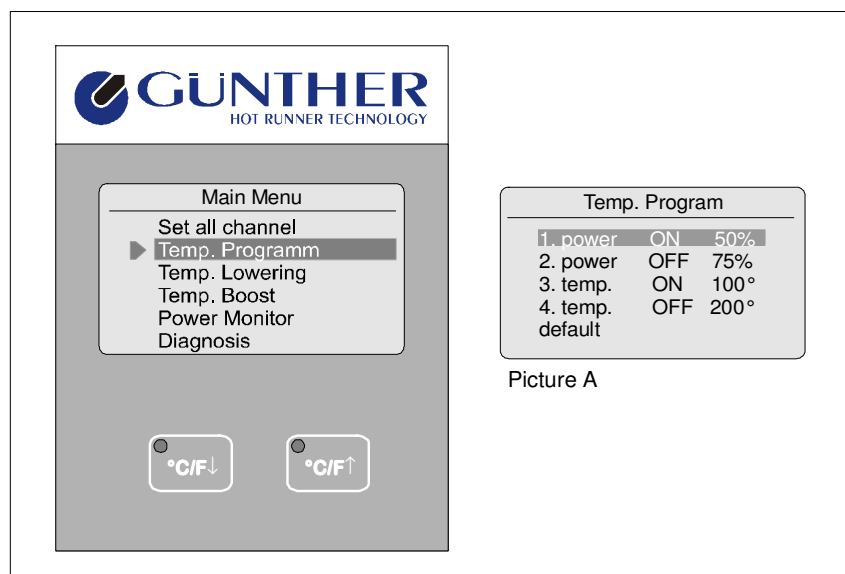 GÜNTHER
HOT RUNNER TECHNOLOGY
Main Menu
Set all channel
Temp. Programm
Temp. Lowering
Temp. Boost
Power Monitor
Diagnosis
°C/F↓ °C/F↑
Temp. Program
1. power ON 50%
2. power OFF 75%
3. temp. ON 100°
4. temp. OFF 200°
default
Picture A